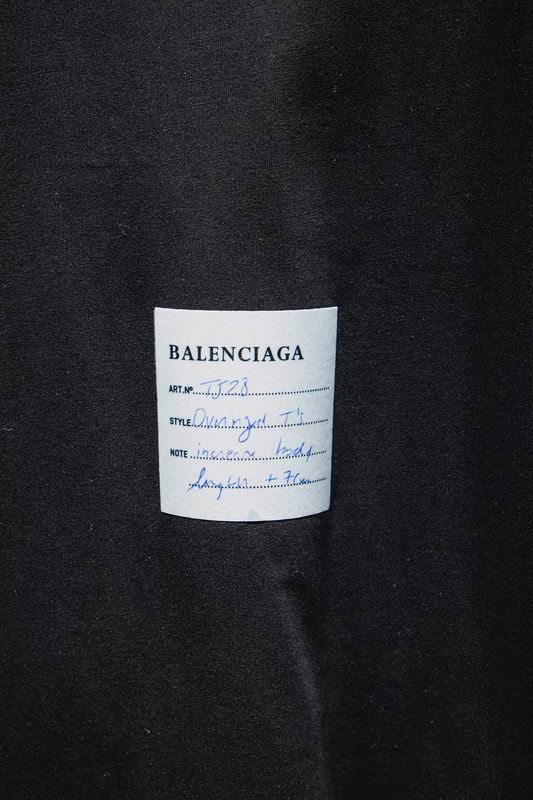 BALENCIAGA
ART.Nº TJ28
STYLE Oversized T's
NOTE increase body
length + 7cm